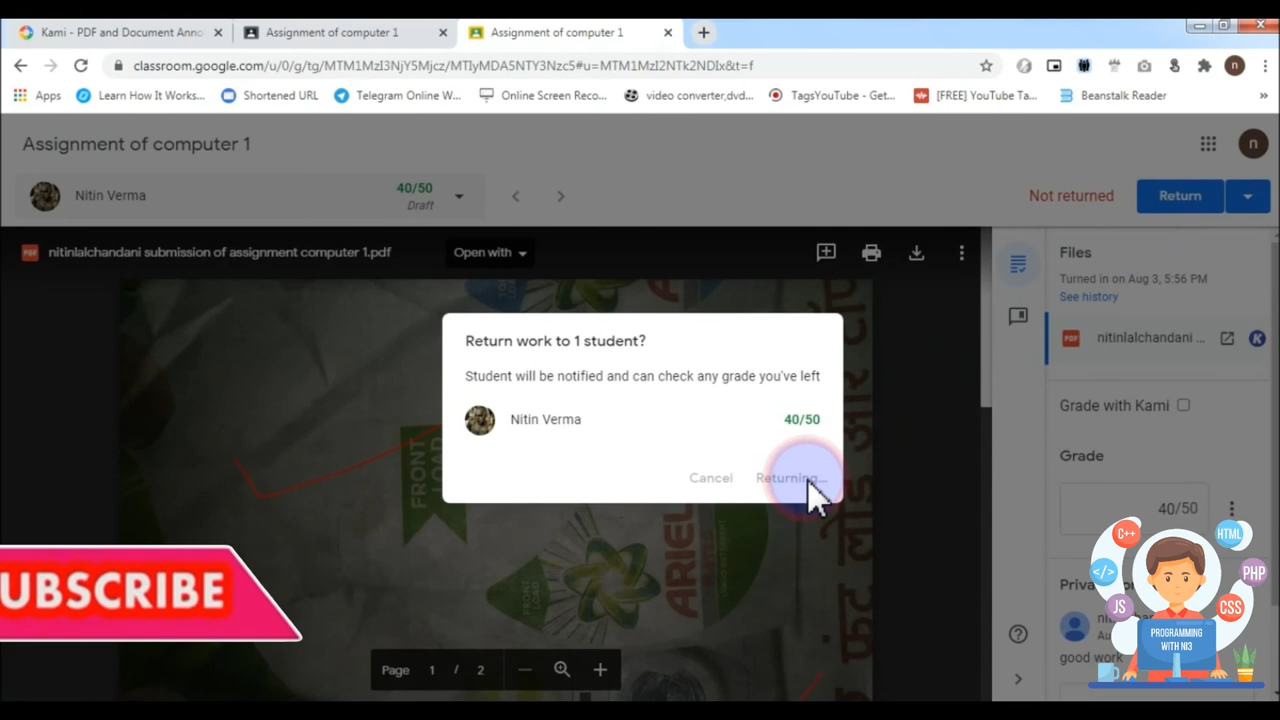 Kami - PDF and Document Anno
Assignment of computer 1
Assignment of computer 1
classroom.google.com/u/0/g/tg/MTM1MzI3NjY5Mjcz/MTIyMDA5NTY3Nzc5#u=MTM1MzI2NTk2NDIx&t=f
n
Apps
Learn How It Works...
Shortened URL
Telegram Online W...
Online Screen Reco...
video converter,dvd...
TagsYouTube - Get...
[FREE] YouTube Ta...
Beanstalk Reader
»
Assignment of computer 1
n
Nitin Verma
40/50
Draft
Not returned
Return
PDF
nitinlalchandani submission of assignment computer 1.pdf
Open with
Files
Turned in on Aug 3, 5:56 PM
See history
PDF
nitinlalchandani ...
K
Return work to 1 student?
Student will be notified and can check any grade you've left
Nitin Verma
40/50
Cancel
Returning...
Grade with Kami
Grade
40/50
FRONT
LOAD
ARIEL
FRONT
LOAD
फ्रंट लोड और टॉप
UBSCRIBE
good work
Page 1 / 2
C++
HTML
</>
PHP
JS
CSS
PROGRAMMING
WITH NI3